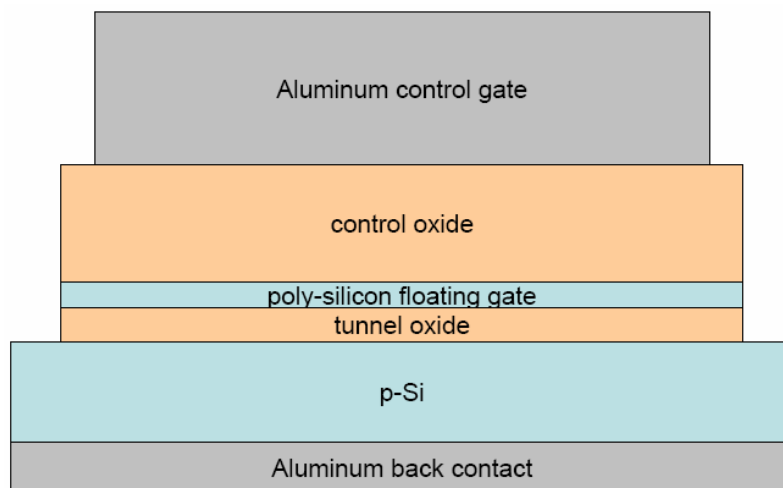 Aluminum control gate
control oxide
poly-silicon floating gate
tunnel oxide
p-Si
Aluminum back contact